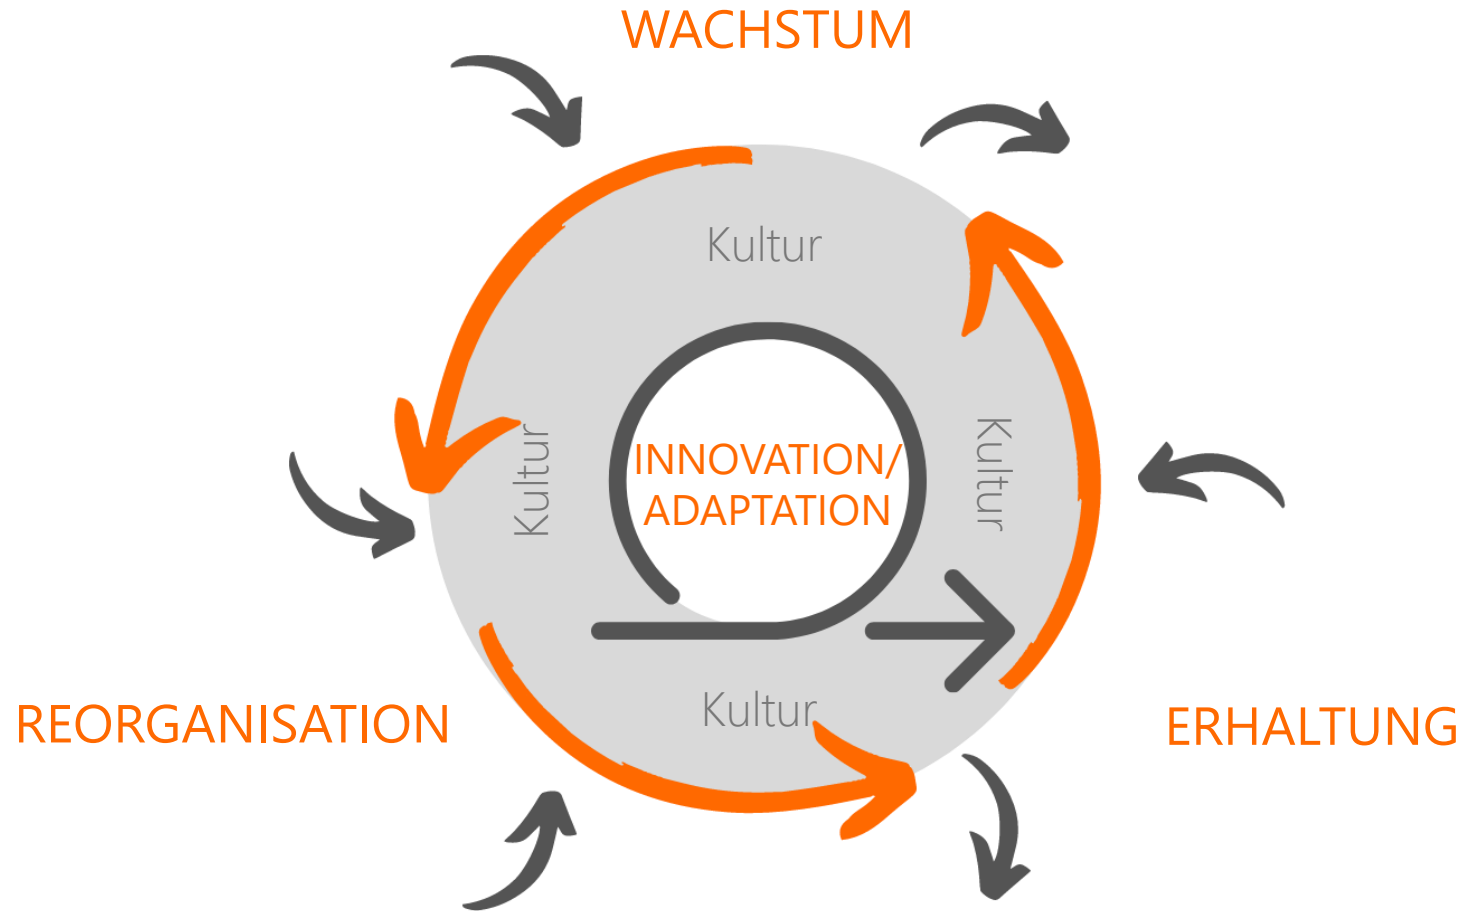 WACHSTUM
Kultur
Kultur
INNOVATION/
ADAPTATION
Kultur
Kultur
REORGANISATION
ERHALTUNG